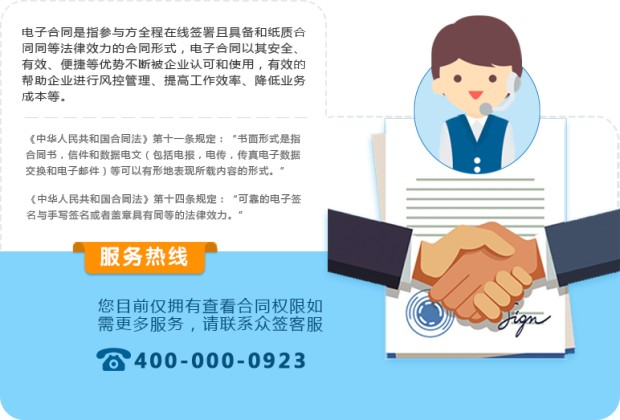 电子合同是指参与方全程在线签署且具备和纸质合
同同等法律效力的合同形式，电子合同以其安全、
有效、便捷等优势不断被企业认可和使用，有效的
帮助企业进行风控管理、提高工作效率、降低业务
成本等。
《中华人民共和国合同法》第十一条规定：“书面形式是指
合同书，信件和数据电文（包括电报，电传，传真电子数据
交换和电子邮件）等可以有形地表现所载内容的形式。”
《中华人民共和国合同法》第十四条规定：“可靠的电子签
名与手写签名或者盖章具有同等的法律效力。”
服务热线
您目前仅拥有查看合同权限如
需更多服务，请联系众签客服
400-000-0923
sign